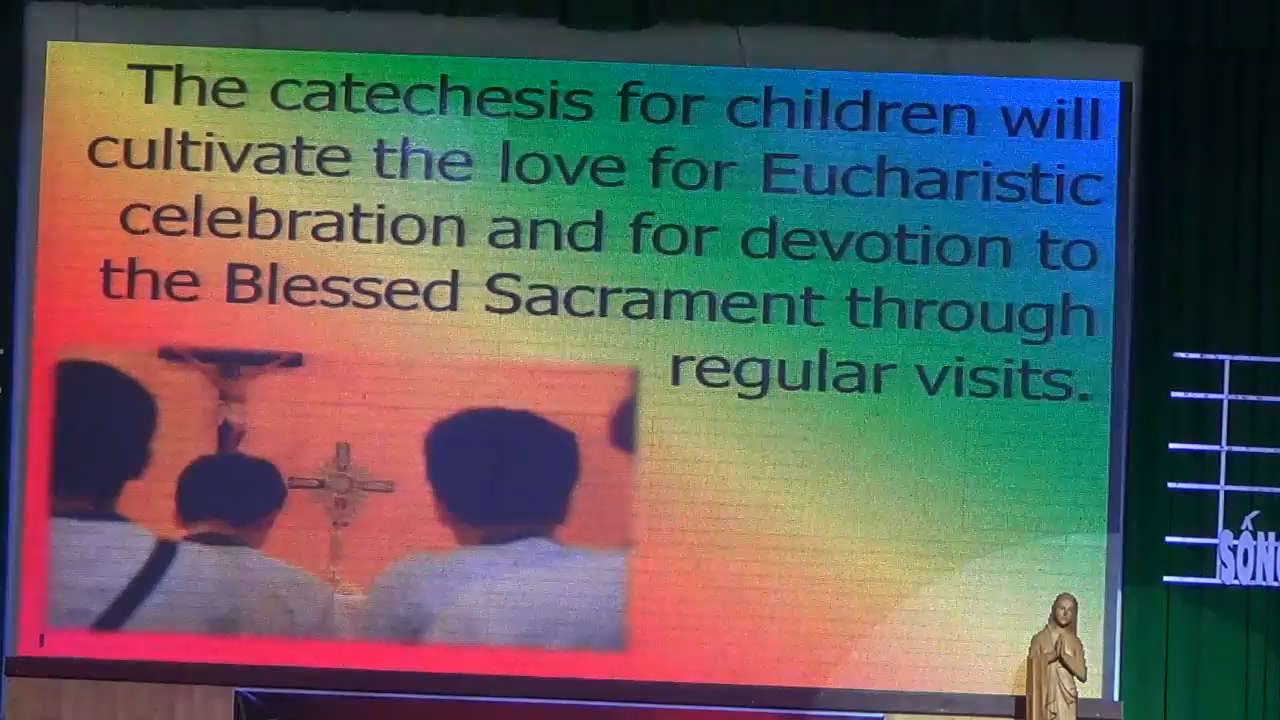 The catechesis for children will
cultivate the love for Eucharistic
celebration and for devotion to
the Blessed Sacrament through
regular visits.